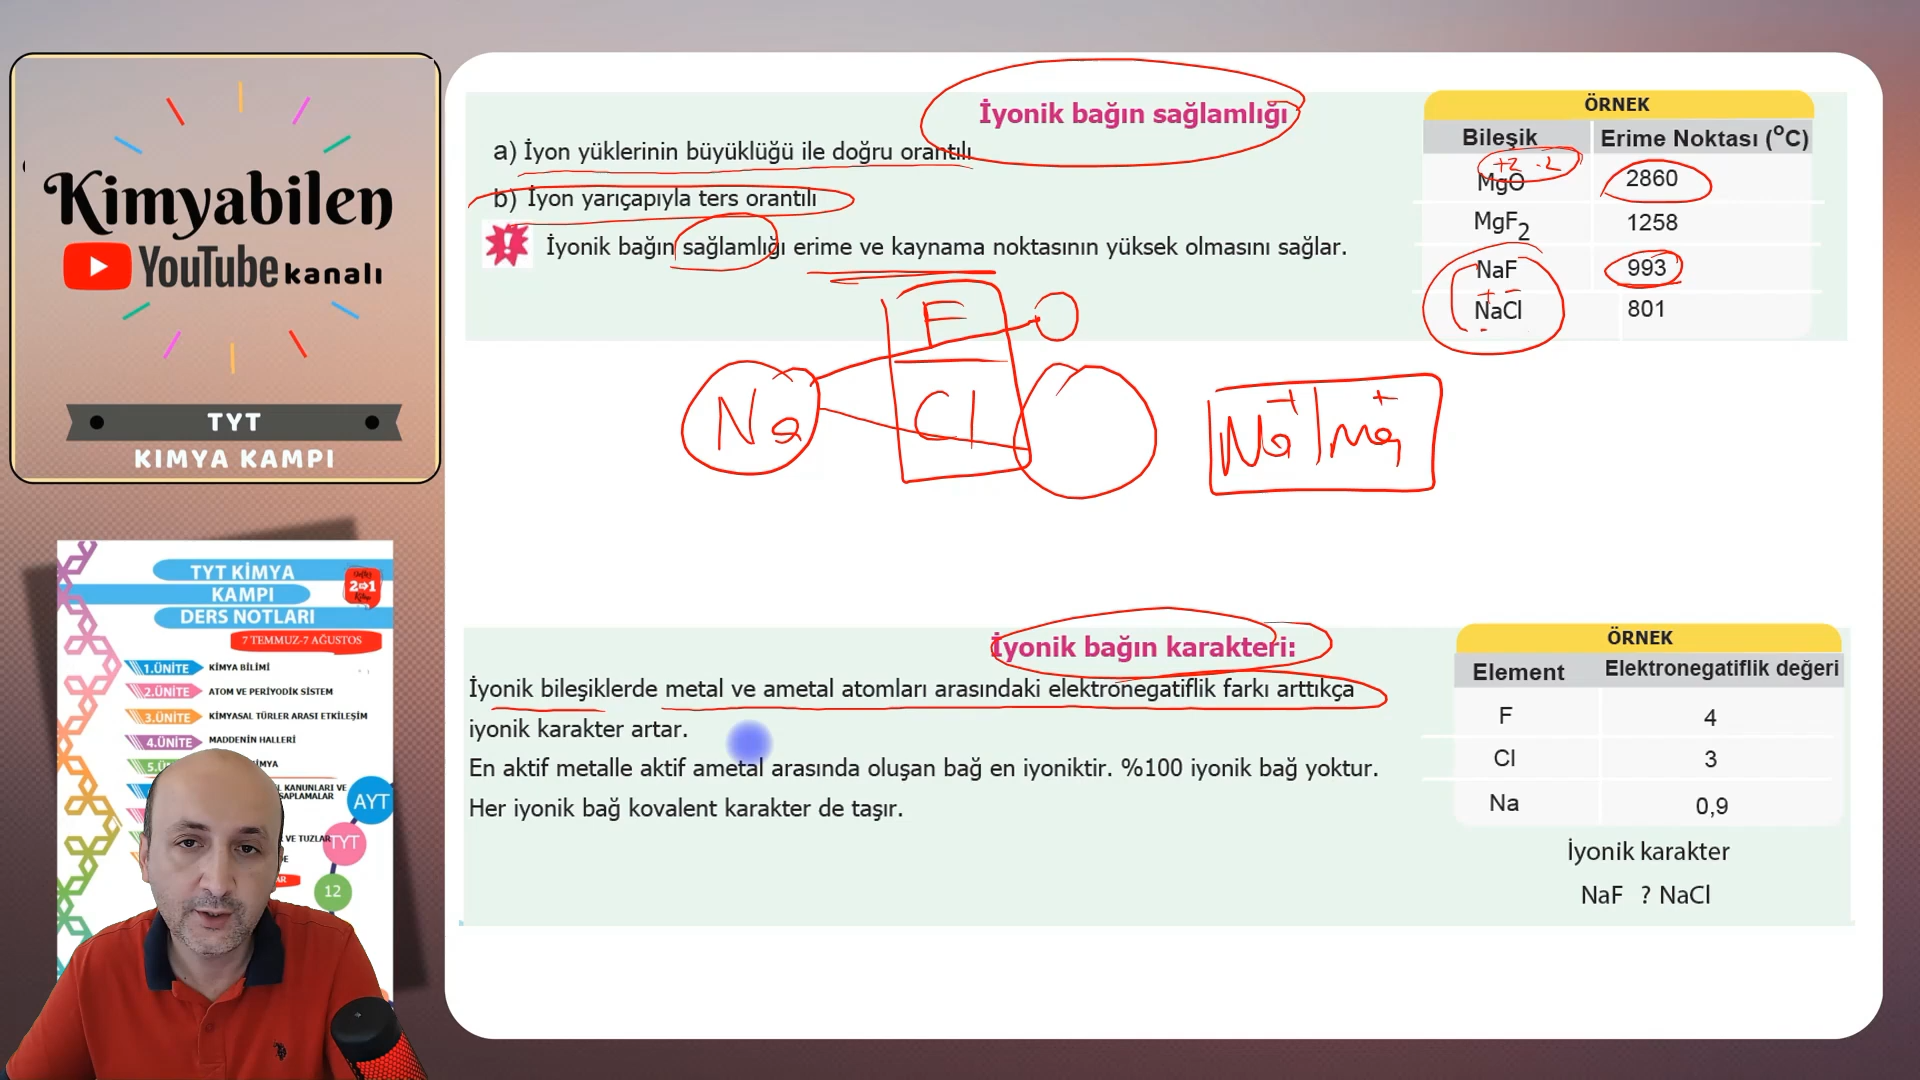 Kimyabilen
YouTube kanalı
TYT
KIMYA KAMPI
TYT KİMYA
KAMPI
DERS NOTLARI
2⇨1
7 TEMMUZ-7 AĞUSTOS
1.ÜNİTE KİMYA BİLİMİ
2.ÜNİTE ATOM VE PERİYODİK SİSTEM
3.ÜNİTE KİMYASAL TÜRLER ARASI ETKİLEŞİM
4.ÜNİTE MADDENİN HALLERİ
AYT
TYT
12
İyonik bağın sağlamlığı
a) İyon yüklerinin büyüklüğü ile doğru orantılı
b) İyon yarıçapıyla ters orantılı
! İyonik bağın sağlamlığı erime ve kaynama noktasının yüksek olmasını sağlar.
ÖRNEK
Bileşik Erime Noktası (°C)
+2 -2
MgO 2860
MgF₂ 1258
NaF 993
+ -
NaCl 801
F
Na Cl
Na⁺
İyonik bağın karakteri:
İyonik bileşiklerde metal ve ametal atomları arasındaki elektronegatiflik farkı arttıkça
iyonik karakter artar.
En aktif metalle aktif ametal arasında oluşan bağ en iyoniktir. %100 iyonik bağ yoktur.
Her iyonik bağ kovalent karakter de taşır.
ÖRNEK
Element Elektronegatiflik değeri
F 4
Cl 3
Na 0,9
İyonik karakter
NaF ? NaCl